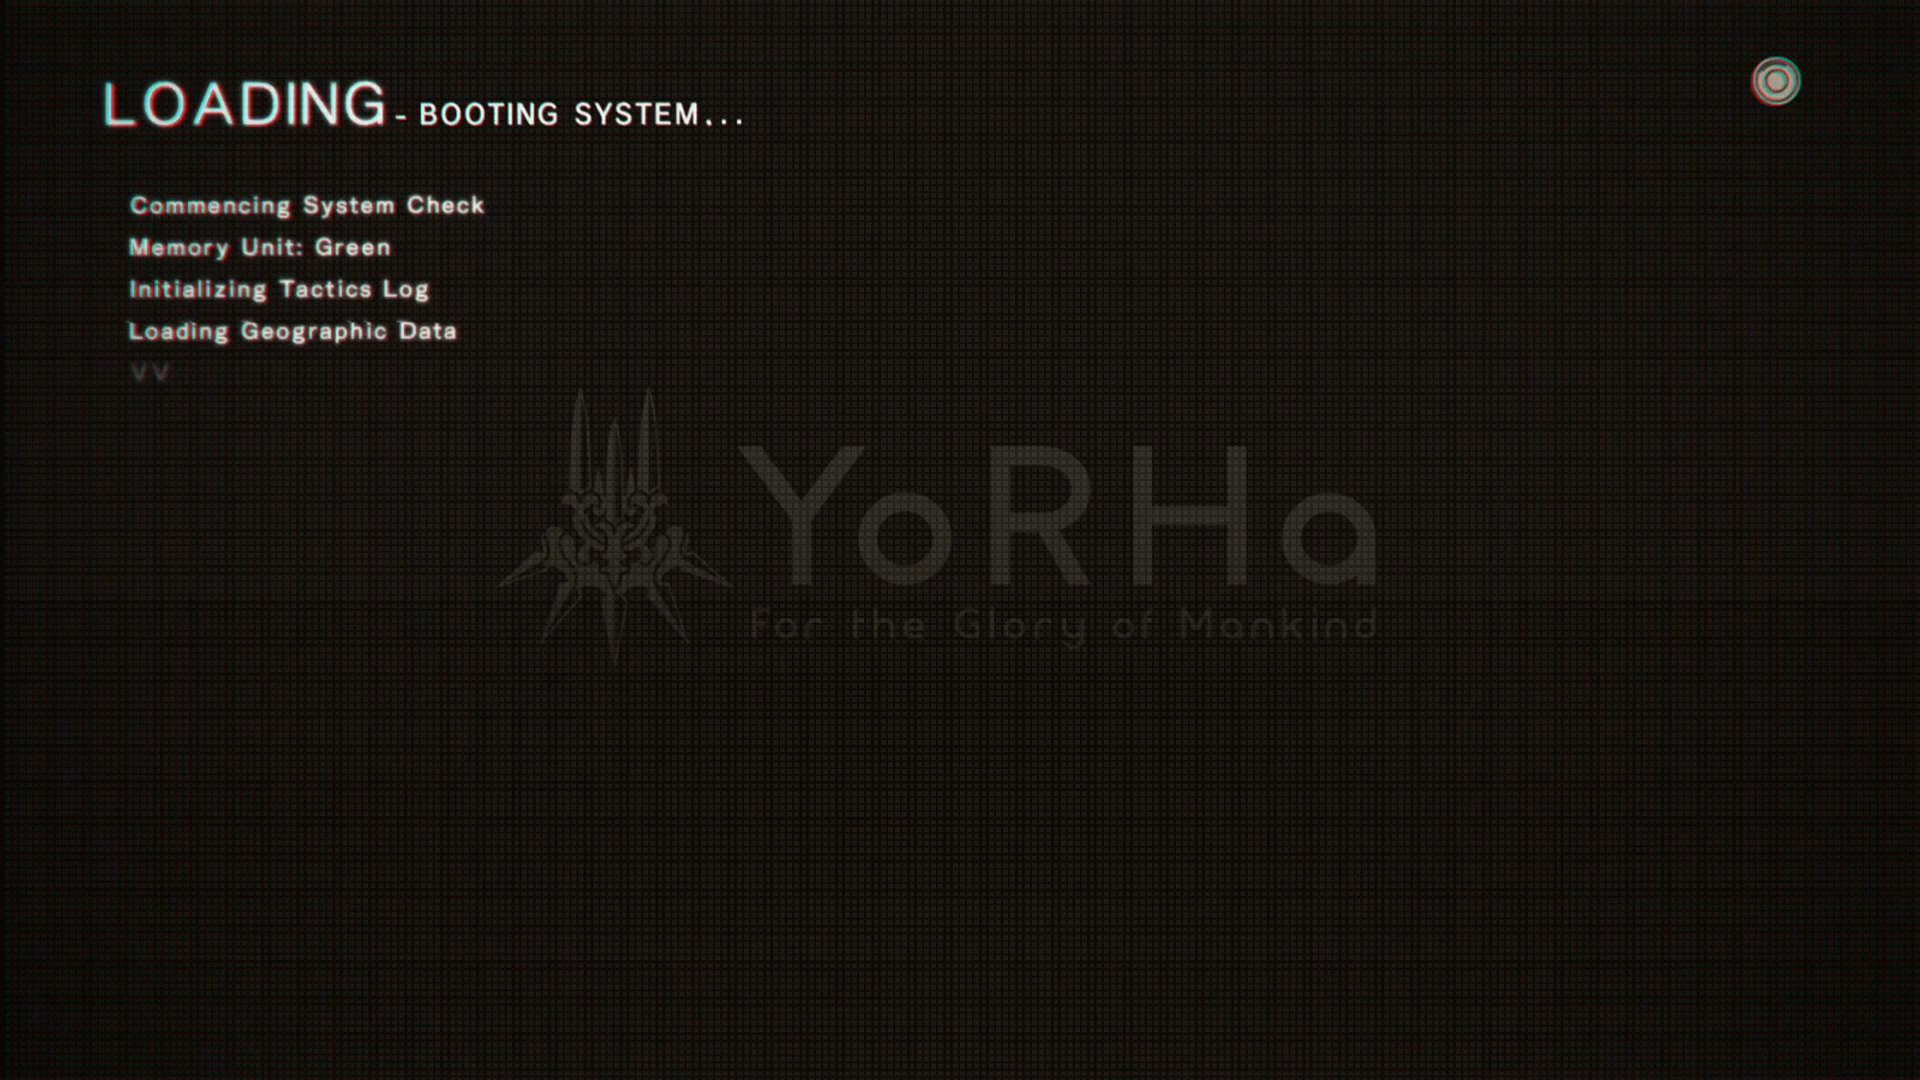 LOADING - BOOTING SYSTEM...
Commencing System Check
Memory Unit: Green
Initializing Tactics Log
Loading Geographic Data
VV
YoRHa
For the Glory of Mankind